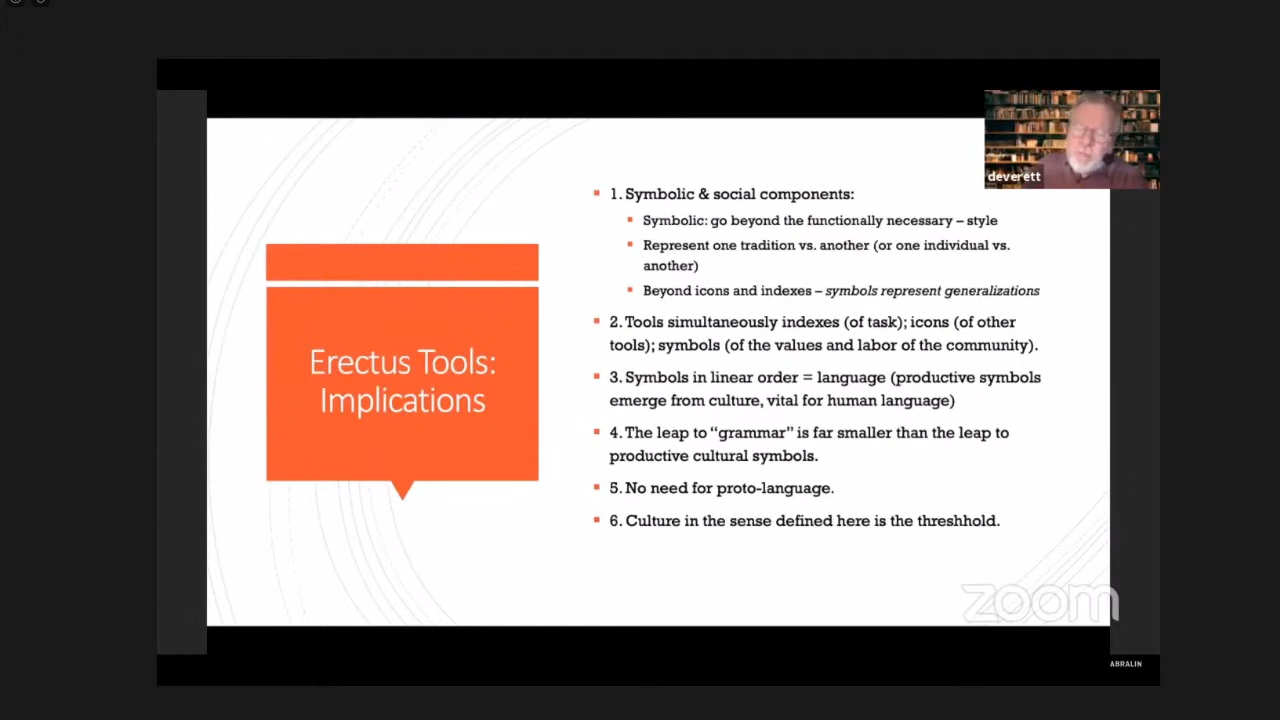 deverett
Erectus Tools:
Implications
1. Symbolic & social components:
Symbolic: go beyond the functionally necessary – style
Represent one tradition vs. another (or one individual vs.
another)
Beyond icons and indexes – symbols represent generalizations
2. Tools simultaneously indexes (of task); icons (of other
tools); symbols (of the values and labor of the community).
3. Symbols in linear order = language (productive symbols
emerge from culture, vital for human language)
4. The leap to “grammar” is far smaller than the leap to
productive cultural symbols.
5. No need for proto-language.
6. Culture in the sense defined here is the threshhold.
zoom
ABRALIN